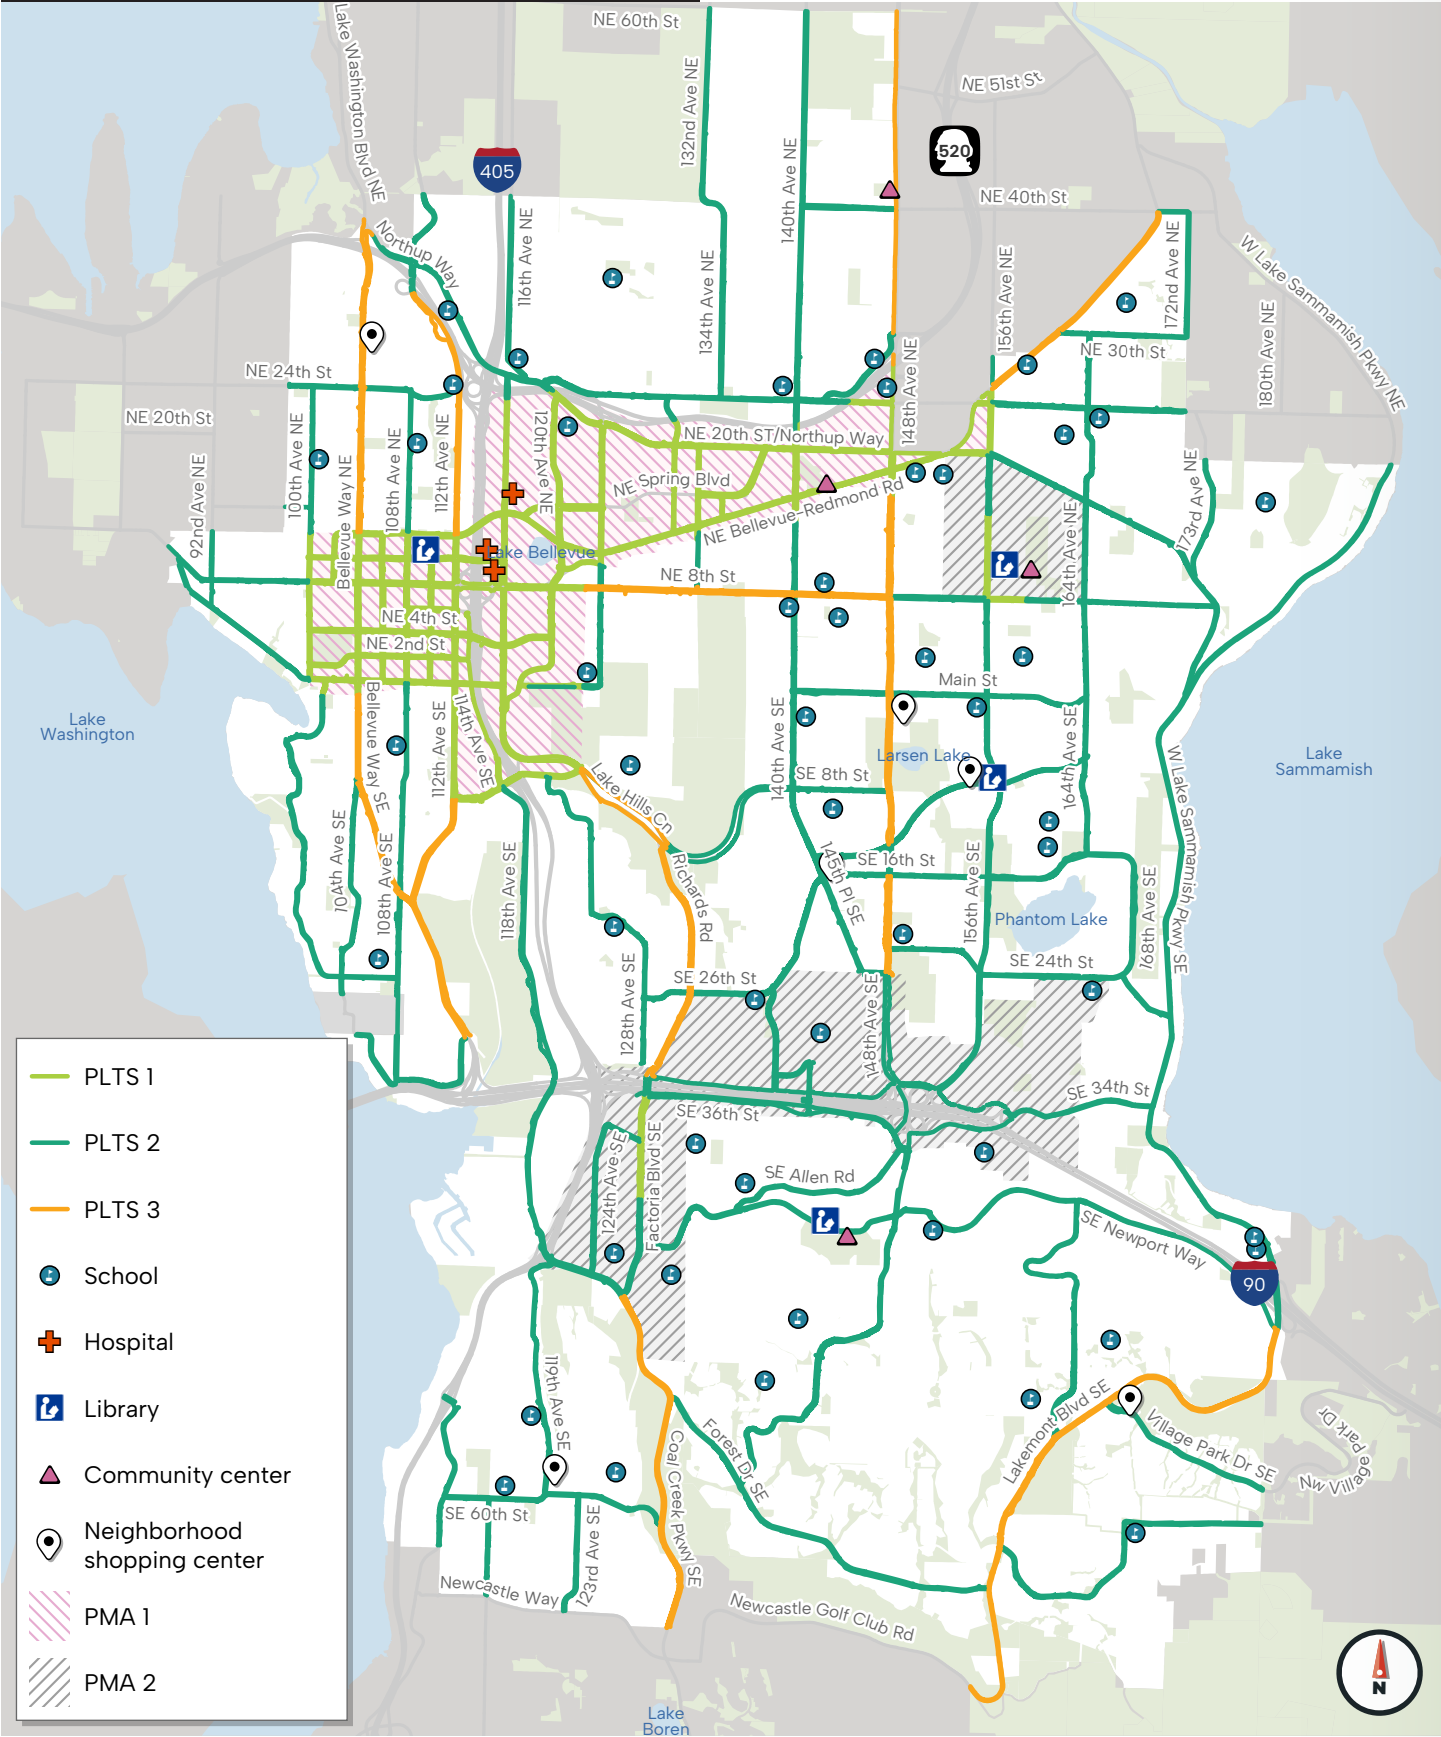 NE 60th St
Lake Washington Blvd NE
132nd Ave NE
NE 51st St
140th Ave NE
520
405
NE 40th St
Northup Way
116th Ave NE
134th Ave NE
156th Ave NE
172nd Ave NE
W Lake Sammamish Pkwy NE
180th Ave NE
NE 30th St
148th Ave NE
NE 24th St
NE 20th St
100th Ave NE
Bellevue Way NE
108th Ave NE
112th Ave NE
120th Ave NE
NE 20th ST/Northup Way
NE Spring Blvd
NE Bellevue-Redmond Rd
92nd Ave NE
173rd Ave NE
164th Ave NE
Lake Bellevue
NE 8th St
NE 4th St
NE 2nd St
Main St
Lake
Washington
Bellevue Way SE
112th Ave SE
114th Ave SE
140th Ave SE
Larsen Lake
164th Ave SE
Lake
Sammamish
SE 8th St
Lake Hills Cn
W Lake Sammamish Pkwy SE
104th Ave SE
108th Ave SE
118th Ave SE
Richards Rd
145th Pl SE
SE 16th St
156th Ave SE
Phantom Lake
168th Ave SE
128th Ave SE
SE 26th St
SE 24th St
148th Ave SE
SE 34th St
SE 36th St
124th Ave SE
Factoria Blvd SE
SE Allen Rd
SE Newport Way
90
119th Ave SE
Forest Dr SE
Coal Creek Pkwy SE
Lakemont Blvd SE
Village Park Dr SE
Nw Village
Park Dr
SE 60th St
123rd Ave SE
Newcastle Way
Newcastle Golf Club Rd
Lake
Boren
PLTS 1
PLTS 2
PLTS 3
School
Hospital
Library
Community center
Neighborhood
shopping center
PMA 1
PMA 2
N